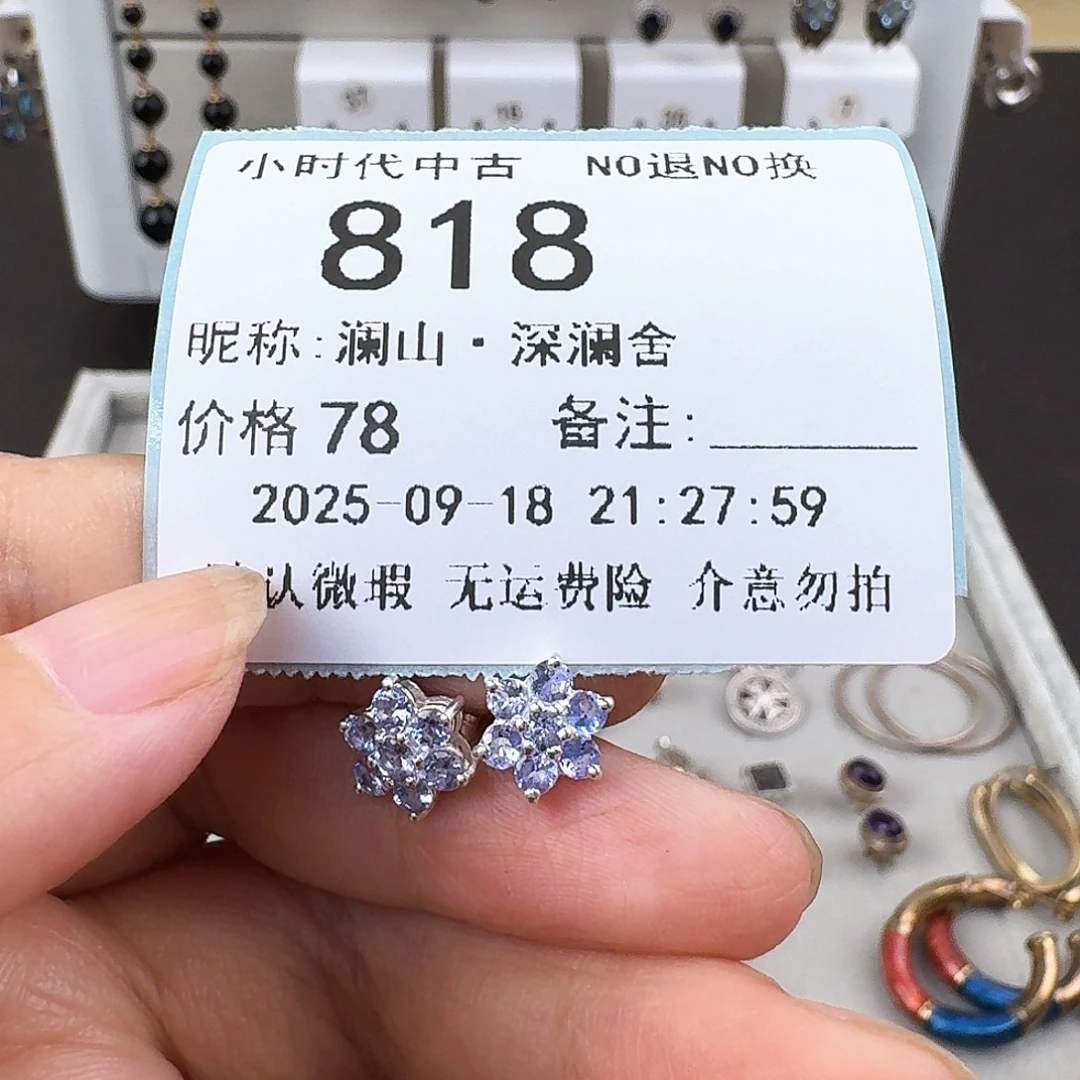 小时代中古 NO退NO换
818
昵称:澜山·深澜舍
价格 78 备注:
2025-09-18 21:27:59
认微瑕 无运费险 介意勿拍